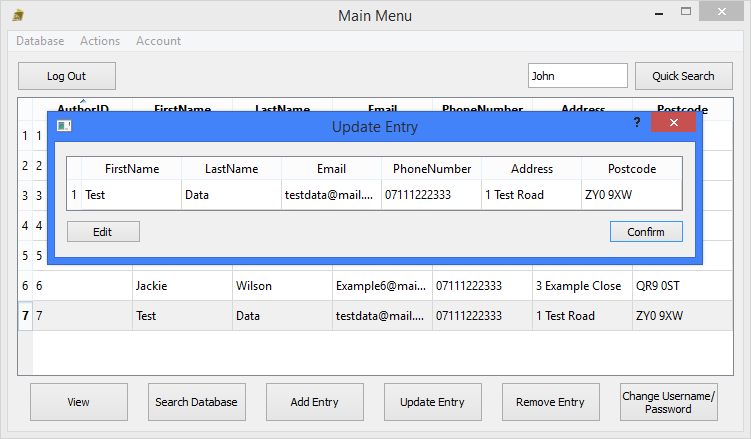 Main Menu
Database Actions Account
Log Out John Quick Search
AuthorID FirstName LastName Email PhoneNumber Address Postcode
Update Entry ?
FirstName LastName Email PhoneNumber Address Postcode
1 Test Data testdata@mail.... 07111222333 1 Test Road ZY0 9XW
Edit Confirm
1 1
2 2
3 3
4 4
5 5
6 6 Jackie Wilson Example6@mai... 07111222333 3 Example Close QR9 0ST
7 7 Test Data testdata@mail.... 07111222333 1 Test Road ZY0 9XW
View Search Database Add Entry Update Entry Remove Entry Change Username/
Password